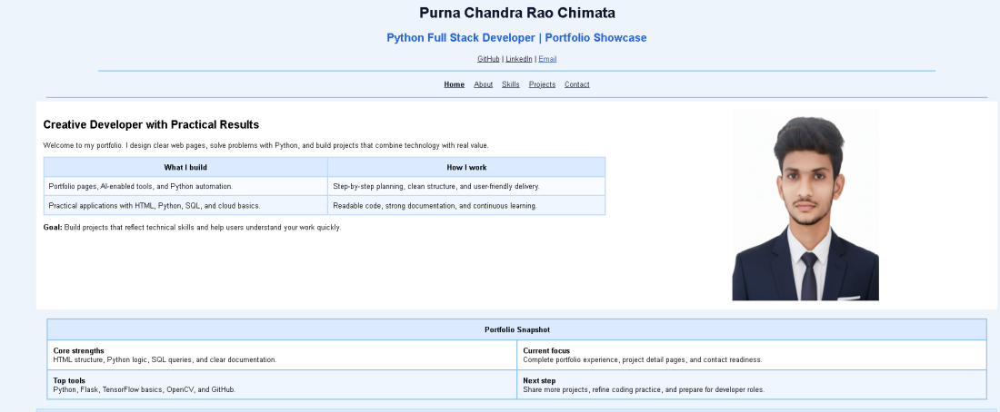 Purna Chandra Rao Chimata
Python Full Stack Developer | Portfolio Showcase
GitHub | LinkedIn | Email
Home About Skills Projects Contact
Creative Developer with Practical Results
Welcome to my portfolio. I design clear web pages, solve problems with Python, and build projects that combine technology with real value.
What I build How I work
Portfolio pages, AI-enabled tools, and Python automation. Step-by-step planning, clean structure, and user-friendly delivery.
Practical applications with HTML, Python, SQL, and cloud basics. Readable code, strong documentation, and continuous learning.
Goal: Build projects that reflect technical skills and help users understand your work quickly.
Portfolio Snapshot
Core strengths
HTML structure, Python logic, SQL queries, and clear documentation.
Current focus
Complete portfolio experience, project detail pages, and contact readiness.
Top tools
Python, Flask, TensorFlow basics, OpenCV, and GitHub.
Next step
Share more projects, refine coding practice, and prepare for developer roles.